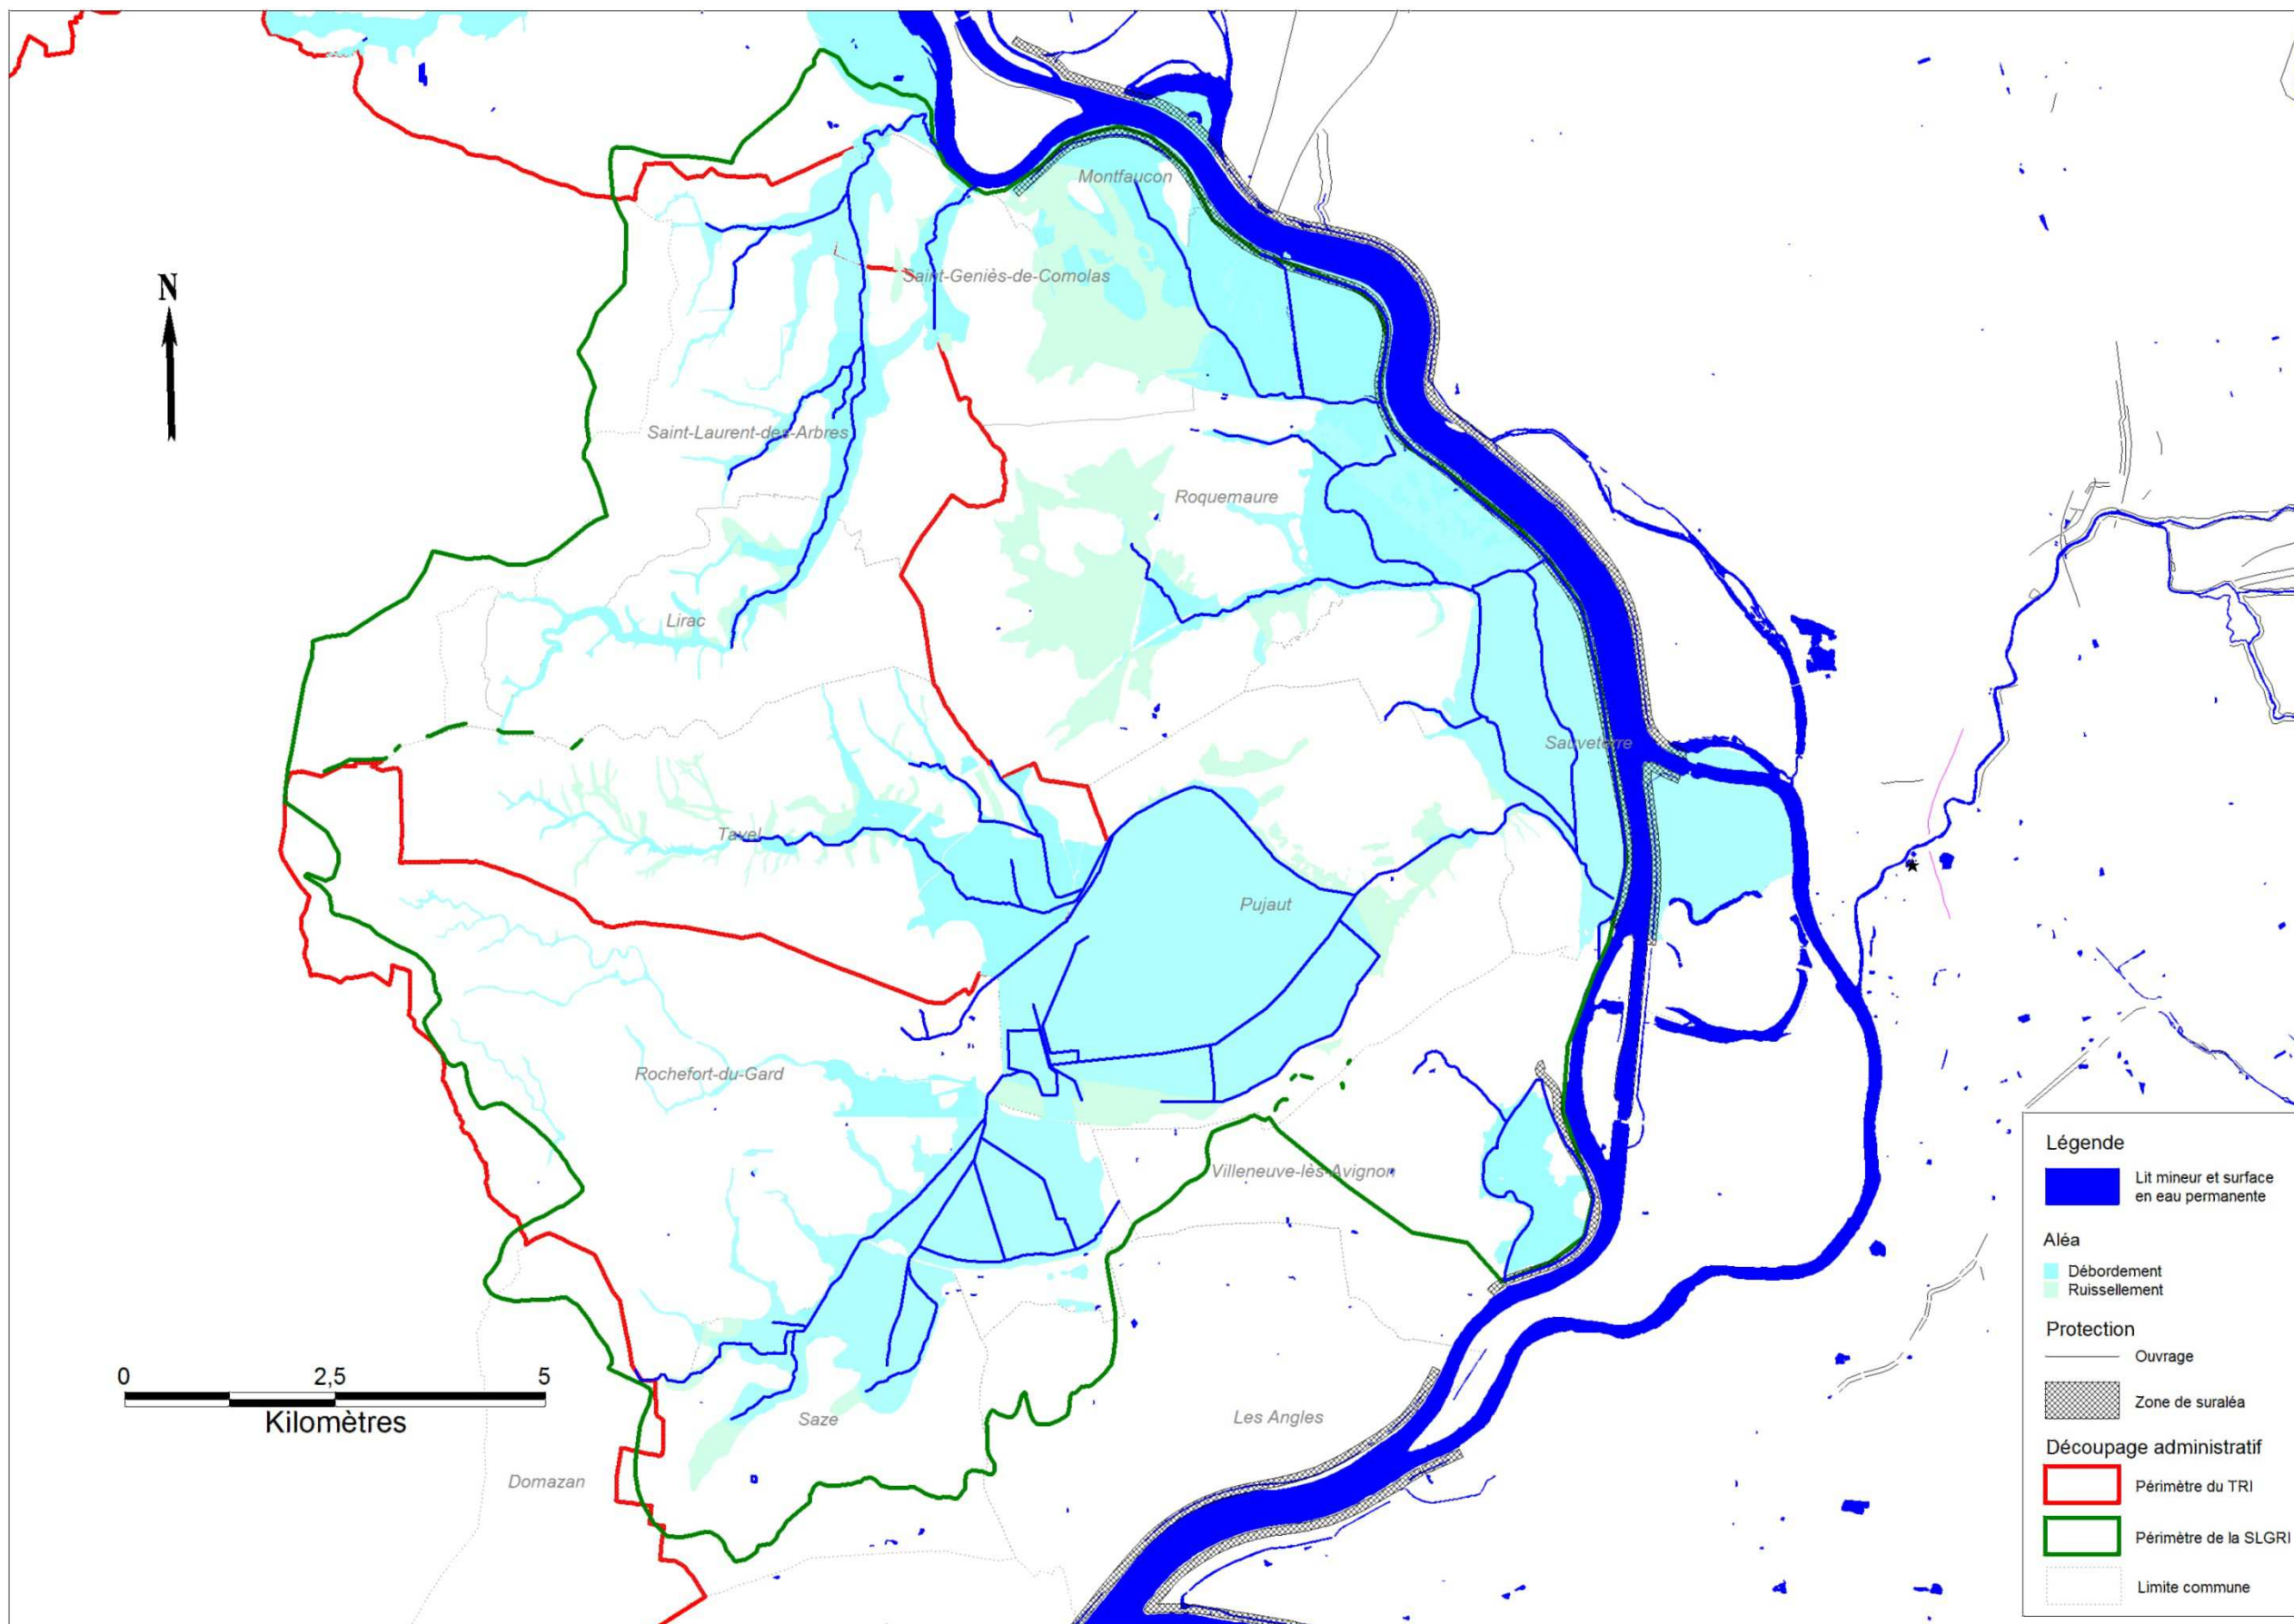 Montfaucon
N
Saint-Geniès-de-Comolas
Saint-Laurent-des-Arbres
Roquemaure
Lirac
Sauveterre
Tavel
Pujaut
Rochefort-du-Gard
Villeneuve-lès-Avignon
0 2,5 5
Kilomètres
Saze
Les Angles
Domazan
Légende
Lit mineur et surface
en eau permanente
Aléa
Débordement
Ruissellement
Protection
Ouvrage
Zone de suraléa
Découpage administratif
Périmètre du TRI
Périmètre de la SLGRI
Limite commune